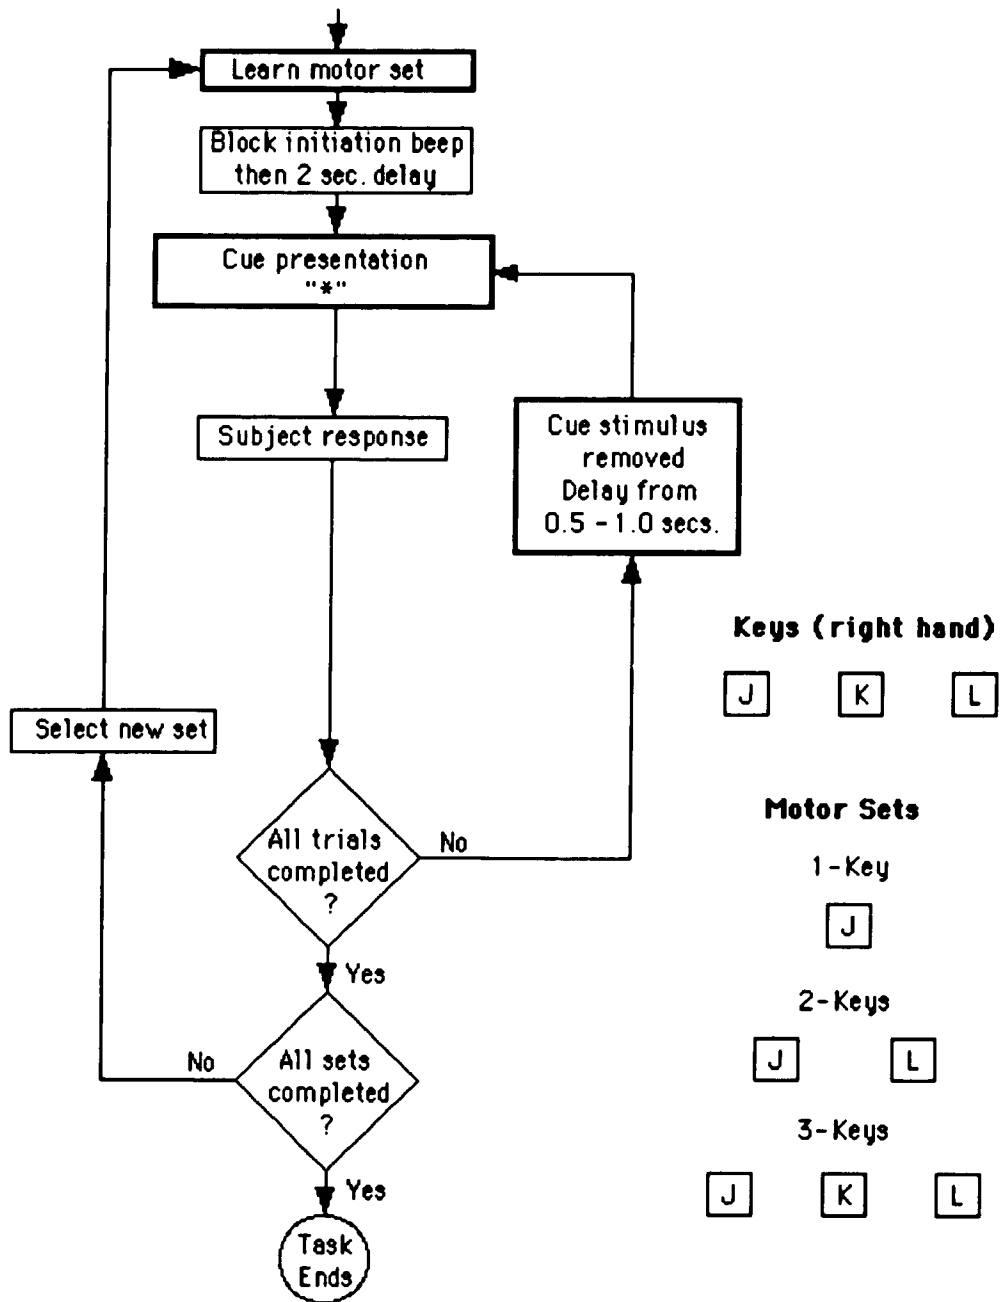 Learn motor set
Block initiation beep
then 2 sec. delay
Cue presentation
"*"
Subject response
Cue stimulus
removed
Delay from
0.5 - 1.0 secs.
Select new set
All trials
completed
?
No
Yes
All sets
completed
?
No
Yes
Task
Ends
Keys (right hand)
J K L
Motor Sets
1-Key
J
2-Keys
J L
3-Keys
J K L